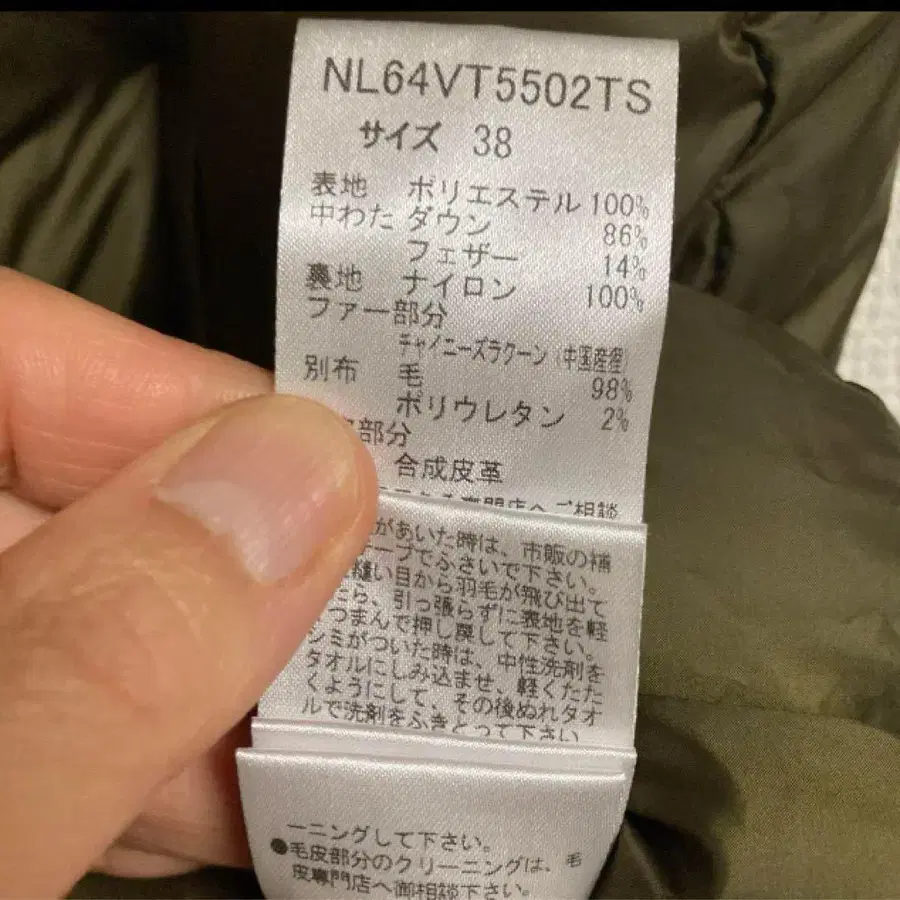 NL64VT5502TS
サイズ 38
表地 ポリエステル 100%
中わた ダウン 86%
フェザー 14%
裏地 ナイロン 100%
ファー部分
チャイニーズラクーン (中国産狸)
別布 毛 98%
ポリウレタン 2%
部分
合成皮革
専門店へご相談
があいた時は、市販の補
テープでふさいで下さい。
縫い目から羽毛が飛び出て
たら、引っ張らずに表地を軽
つまんで押し戻して下さい。
シミがついた時は、中性洗剤を
タオルにしみ込ませ、軽くたた
くようにして、その後ぬれタオ
ルで洗剤をふきとって下さい
ーニングして下さい。
●毛皮部分のクリーニングは、毛
皮専門店へ御相談下さい。